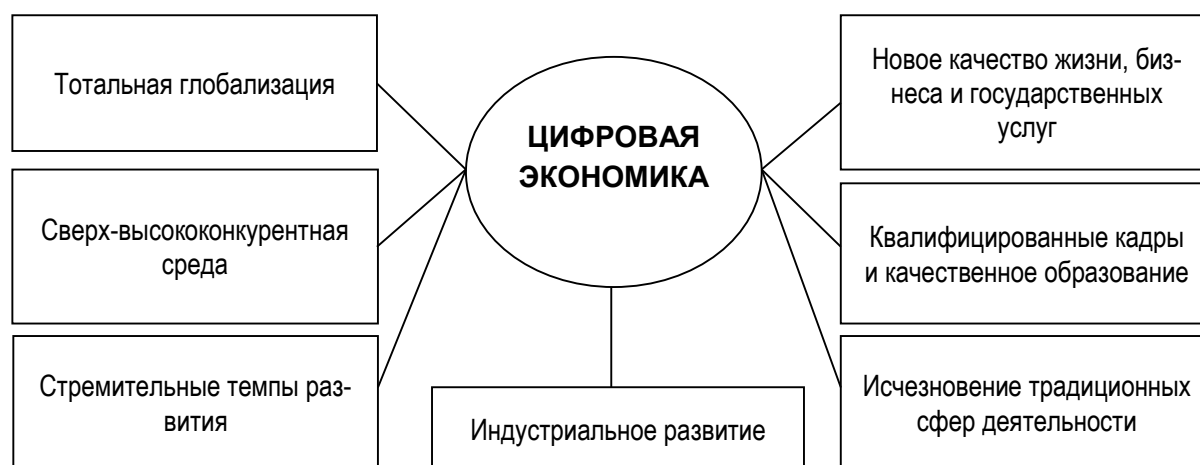 Тотальная глобализация
Сверх-высококонкурентная
среда
Стремительные темпы раз-
вития
ЦИФРОВАЯ
ЭКОНОМИКА
Индустриальное развитие
Новое качество жизни, биз-
неса и государственных
услуг
Квалифицированные кадры
и качественное образование
Исчезновение традиционных
сфер деятельности